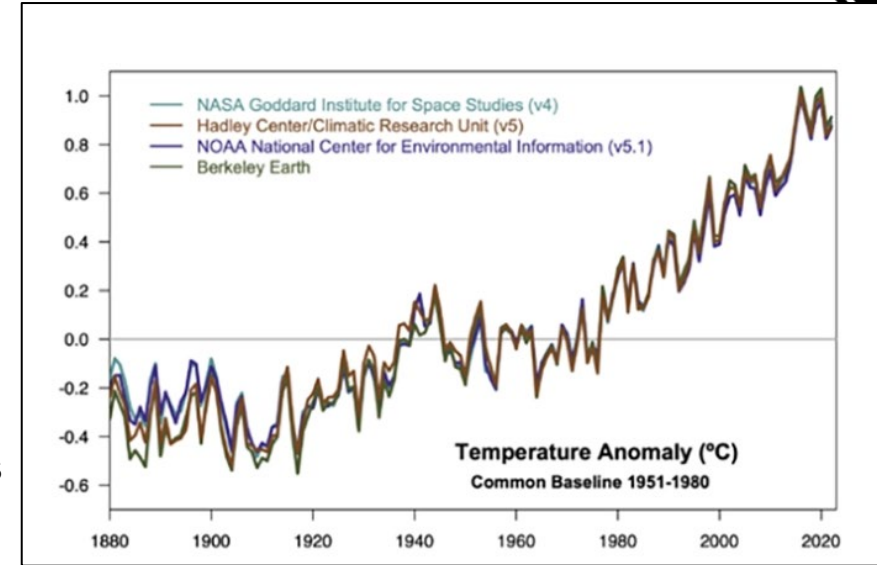 1.0
0.8
0.6
0.4
0.2
0.0
-0.2
-0.4
-0.6
NASA Goddard Institute for Space Studies (v4)
Hadley Center/Climatic Research Unit (v5)
NOAA National Center for Environmental Information (v5.1)
Berkeley Earth
Temperature Anomaly (ºC)
Common Baseline 1951-1980
1880 1900 1920 1940 1960 1980 2000 2020